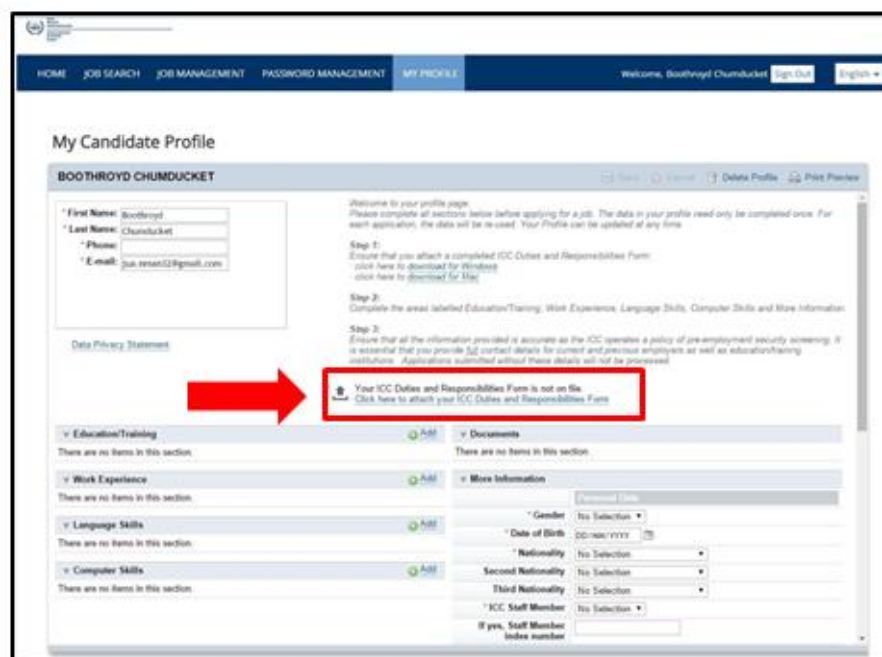 HOME JOB SEARCH JOB MANAGEMENT PASSWORD MANAGEMENT MY PROFILE Welcome, Boothroyd Chumducket Sign Out English
My Candidate Profile
BOOTHROYD CHUMDUCKET Delete Profile Print Preview
* First Name: Boothroyd
* Last Name: Chumducket
* Phone:
* E-mail:
Data Privacy Statement
Welcome to your profile page.
Please complete all sections below before applying for a job. The data in your profile need only be completed once. For
each application, the data will be re-used. Your Profile can be updated at any time.
Step 1:
Ensure that you attach a completed ICC Duties and Responsibilities Form:
- click here to download for Windows
- click here to download for Mac
Step 2:
Complete the areas labelled Education/Training, Work Experience, Language Skills, Computer Skills and More Information.
Step 3:
Ensure that all the information provided is accurate as the ICC operates a policy of pre-employment security screening. It
is essential that you provide full contact details for current and previous employers as well as education/training
institutions. Applications submitted without these details will not be processed.
Your ICC Duties and Responsibilities Form is not on file.
Click here to attach your ICC Duties and Responsibilities Form
Education/Training Add
There are no items in this section.
Work Experience Add
There are no items in this section.
Language Skills Add
There are no items in this section.
Computer Skills Add
There are no items in this section.
Documents
There are no items in this section.
More Information
Personal Data
* Gender No Selection
* Date of Birth DD/MM/YYYY
* Nationality No Selection
Second Nationality No Selection
Third Nationality No Selection
* ICC Staff Member No Selection
If yes, Staff Member
index number